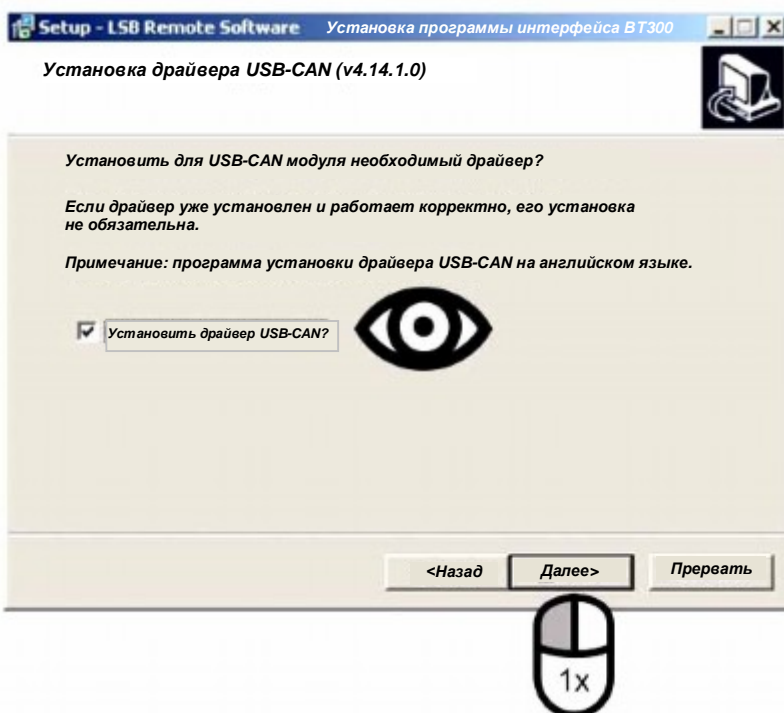 Setup - LSB Remote Software Установка программы интерфейса BT300
Установка драйвера USB-CAN (v4.14.1.0)
Установить для USB-CAN модуля необходимый драйвер?
Если драйвер уже установлен и работает корректно, его установка
не обязательна.
Примечание: программа установки драйвера USB-CAN на английском языке.
Установить драйвер USB-CAN?
<Назад Далее> Прервать
1x